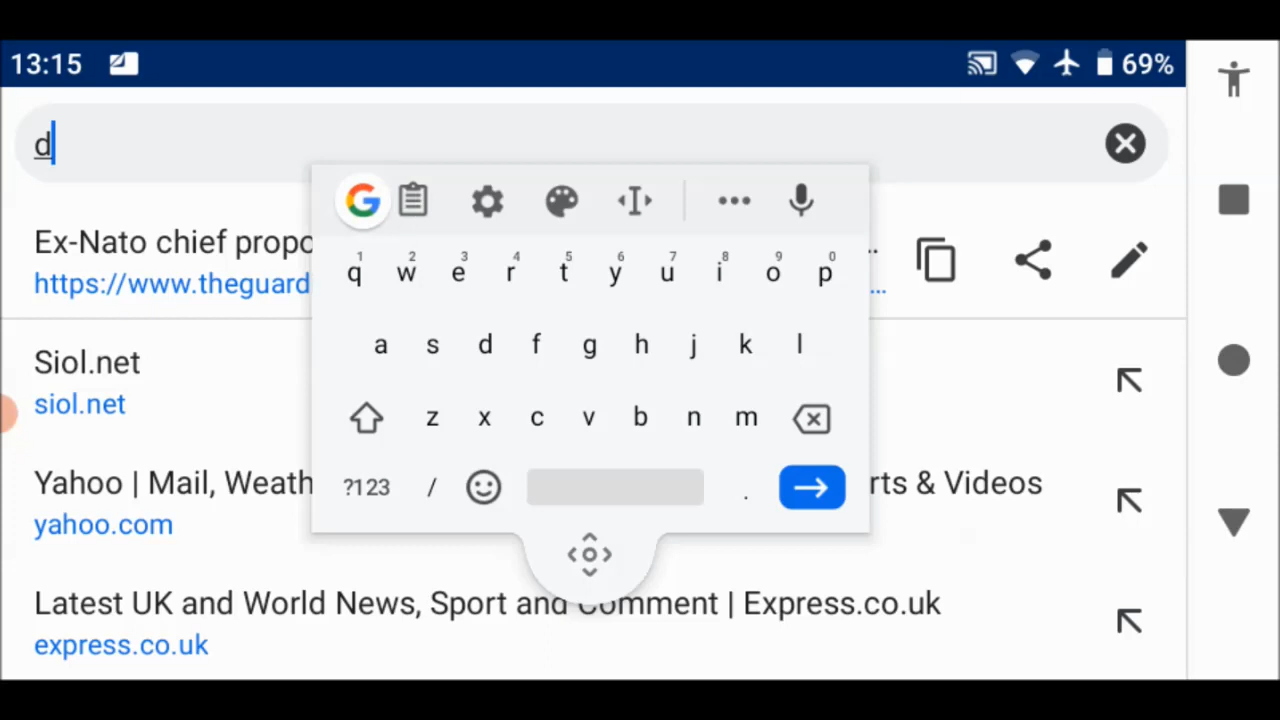 13:15 69%
d
Ex-Nato chief propo ...
https://www.theguard ...
Siol.net
siol.net
Yahoo | Mail, Weath rts & Videos
yahoo.com
Latest UK and World News, Sport and Comment | Express.co.uk
express.co.uk
G
1 2 3 4 5 6 7 8 9 0
q w e r t y u i o p
a s d f g h j k l
z x c v b n m
?123 / .